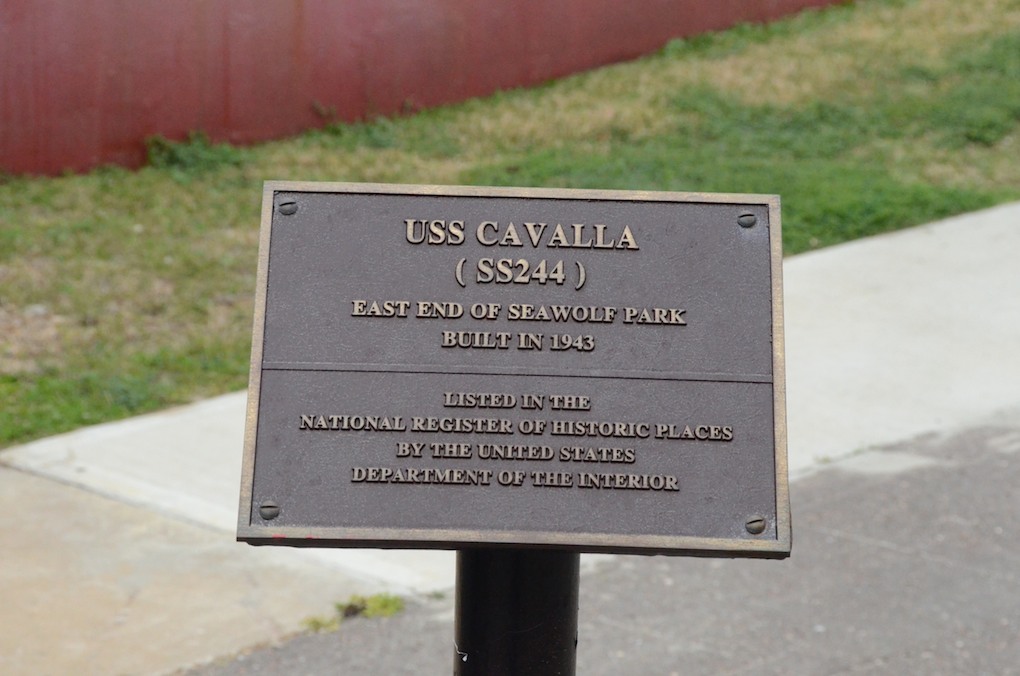 USS CAVALLA
( SS244 )
EAST END OF SEAWOLF PARK
BUILT IN 1943
LISTED IN THE
NATIONAL REGISTER OF HISTORIC PLACES
BY THE UNITED STATES
DEPARTMENT OF THE INTERIOR